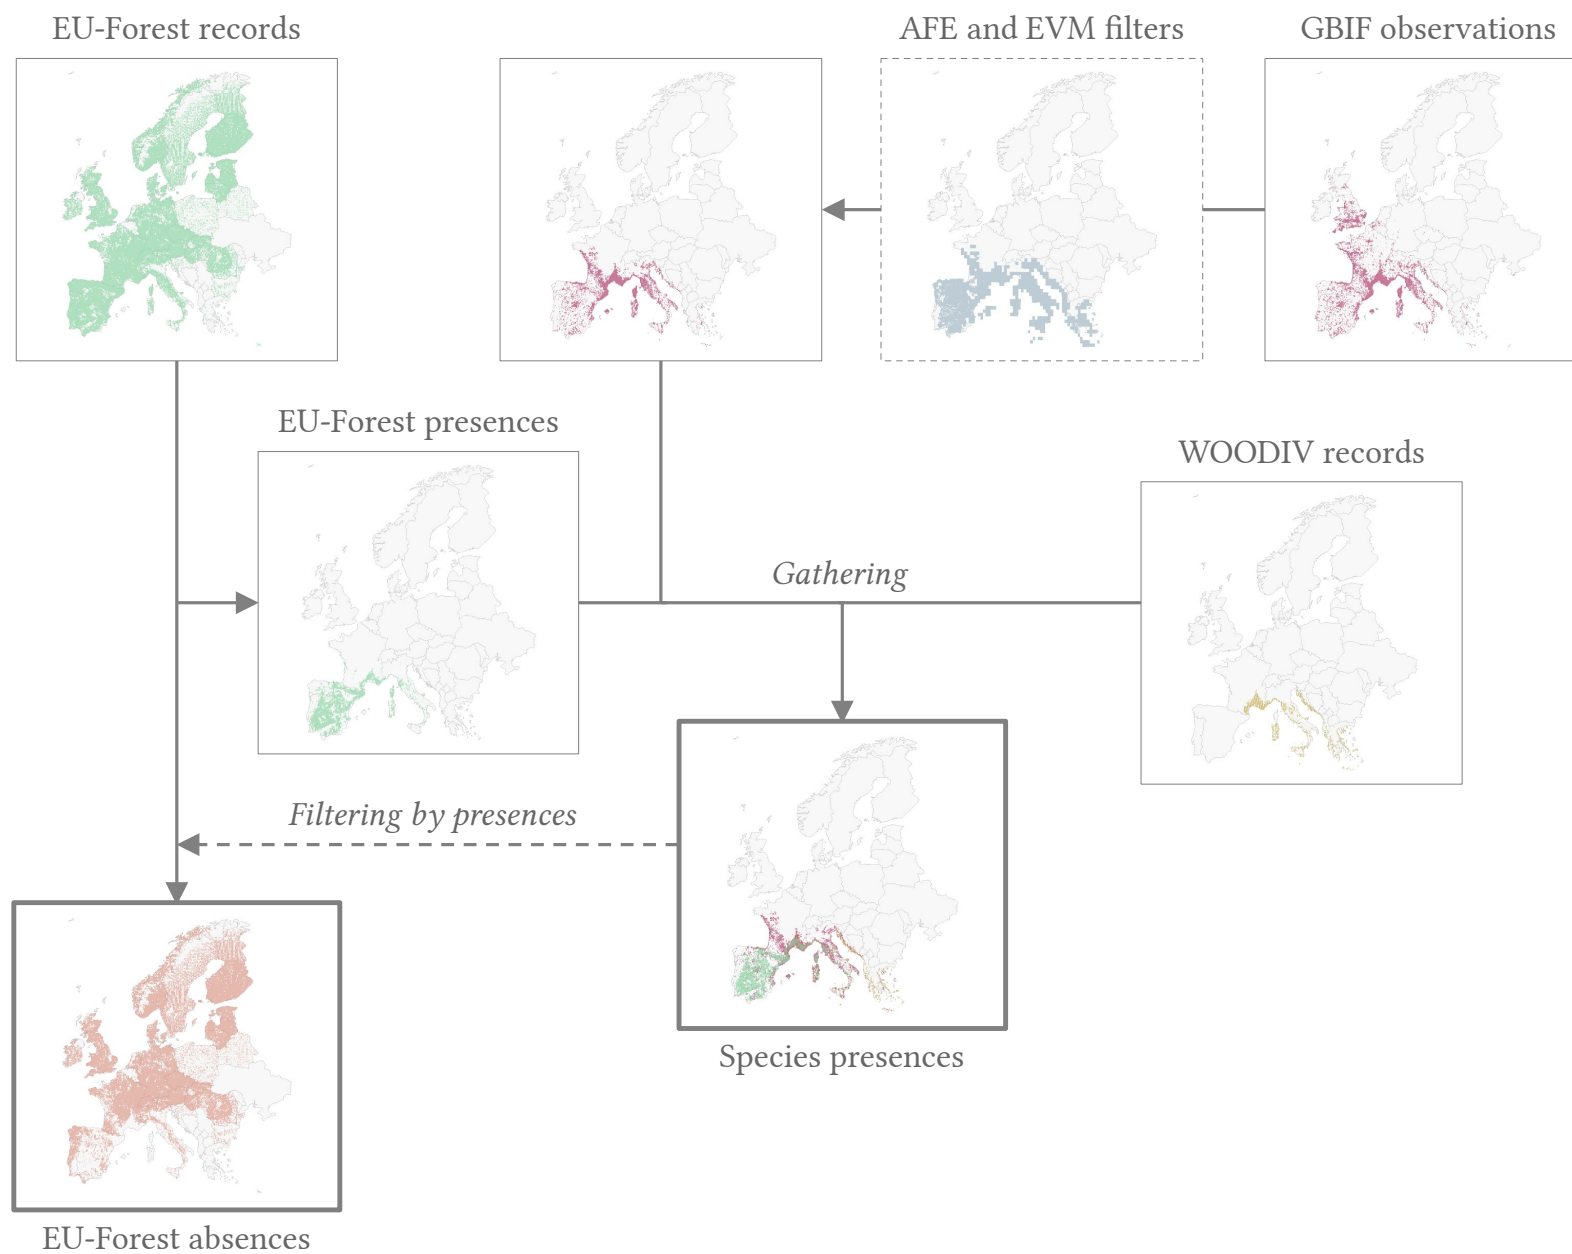 EU-Forest records
AFE and EVM filters
GBIF observations
EU-Forest presences
WOODIV records
Gathering
Filtering by presences
Species presences
EU-Forest absences